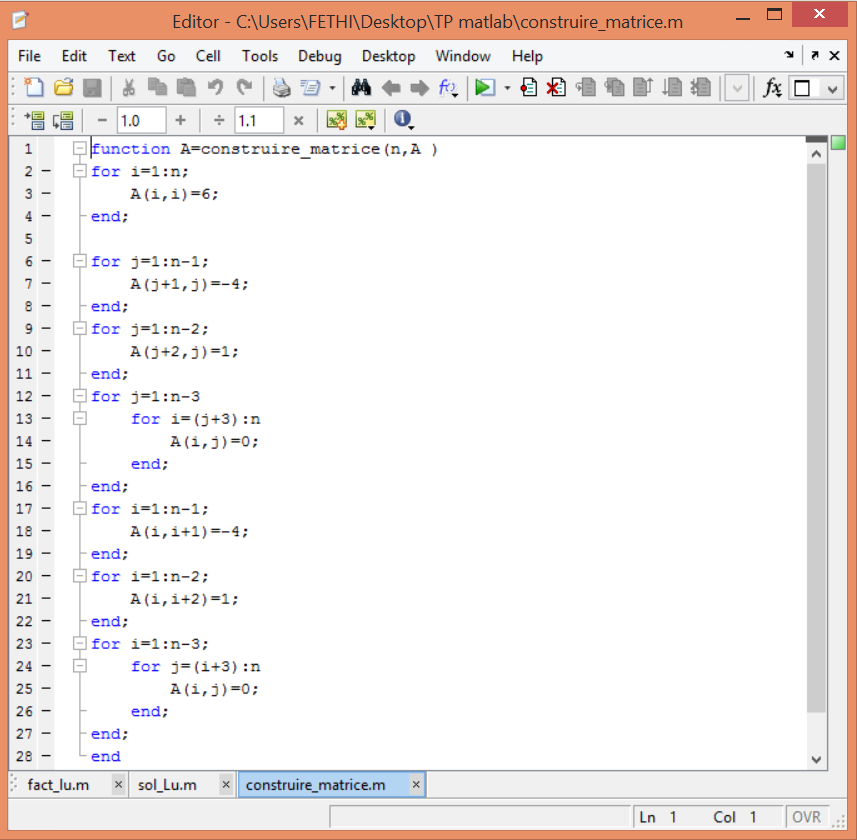 Editor - C:\Users\FETHI\Desktop\TP matlab\construire_matrice.m
File Edit Text Go Cell Tools Debug Desktop Window Help
− 1.0 + ÷ 1.1 ×
1 function A=construire_matrice(n,A )
2 for i=1:n;
3 A(i,i)=6;
4 end;
5
6 for j=1:n-1;
7 A(j+1,j)=-4;
8 end;
9 for j=1:n-2;
10 A(j+2,j)=1;
11 end;
12 for j=1:n-3
13 for i=(j+3):n
14 A(i,j)=0;
15 end;
16 end;
17 for i=1:n-1;
18 A(i,i+1)=-4;
19 end;
20 for i=1:n-2;
21 A(i,i+2)=1;
22 end;
23 for i=1:n-3;
24 for j=(i+3):n
25 A(i,j)=0;
26 end;
27 end;
28 end
fact_lu.m × sol_Lu.m × construire_matrice.m ×
Ln 1 Col 1 OVR